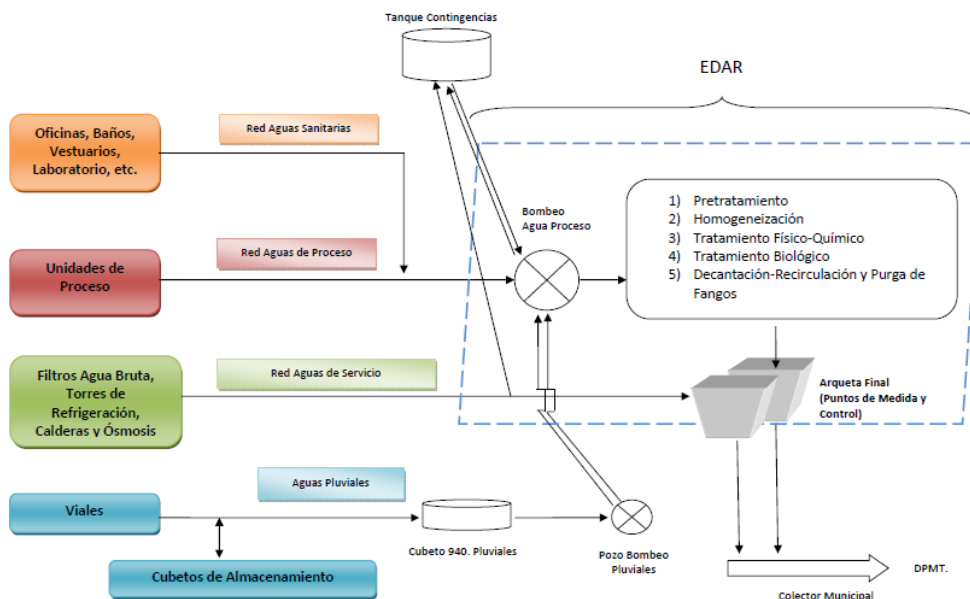 Tanque Contingencias
EDAR
Oficinas, Baños,
Vestuarios,
Laboratorio, etc.
Red Aguas Sanitarias
Bombeo
Agua Proceso
1) Pretratamiento
2) Homogeneización
3) Tratamiento Físico-Químico
4) Tratamiento Biológico
5) Decantación-Recirculación y Purga de
Fangos
Unidades de
Proceso
Red Aguas de Proceso
Filtros Agua Bruta,
Torres de
Refrigeración,
Calderas y Ósmosis
Red Aguas de Servicio
Arqueta Final
(Puntos de Medida y
Control)
Viales
Aguas Pluviales
Cubeto 940. Pluviales
Pozo Bombeo
Pluviales
Cubetos de Almacenamiento
DPMT.
Colector Municipal